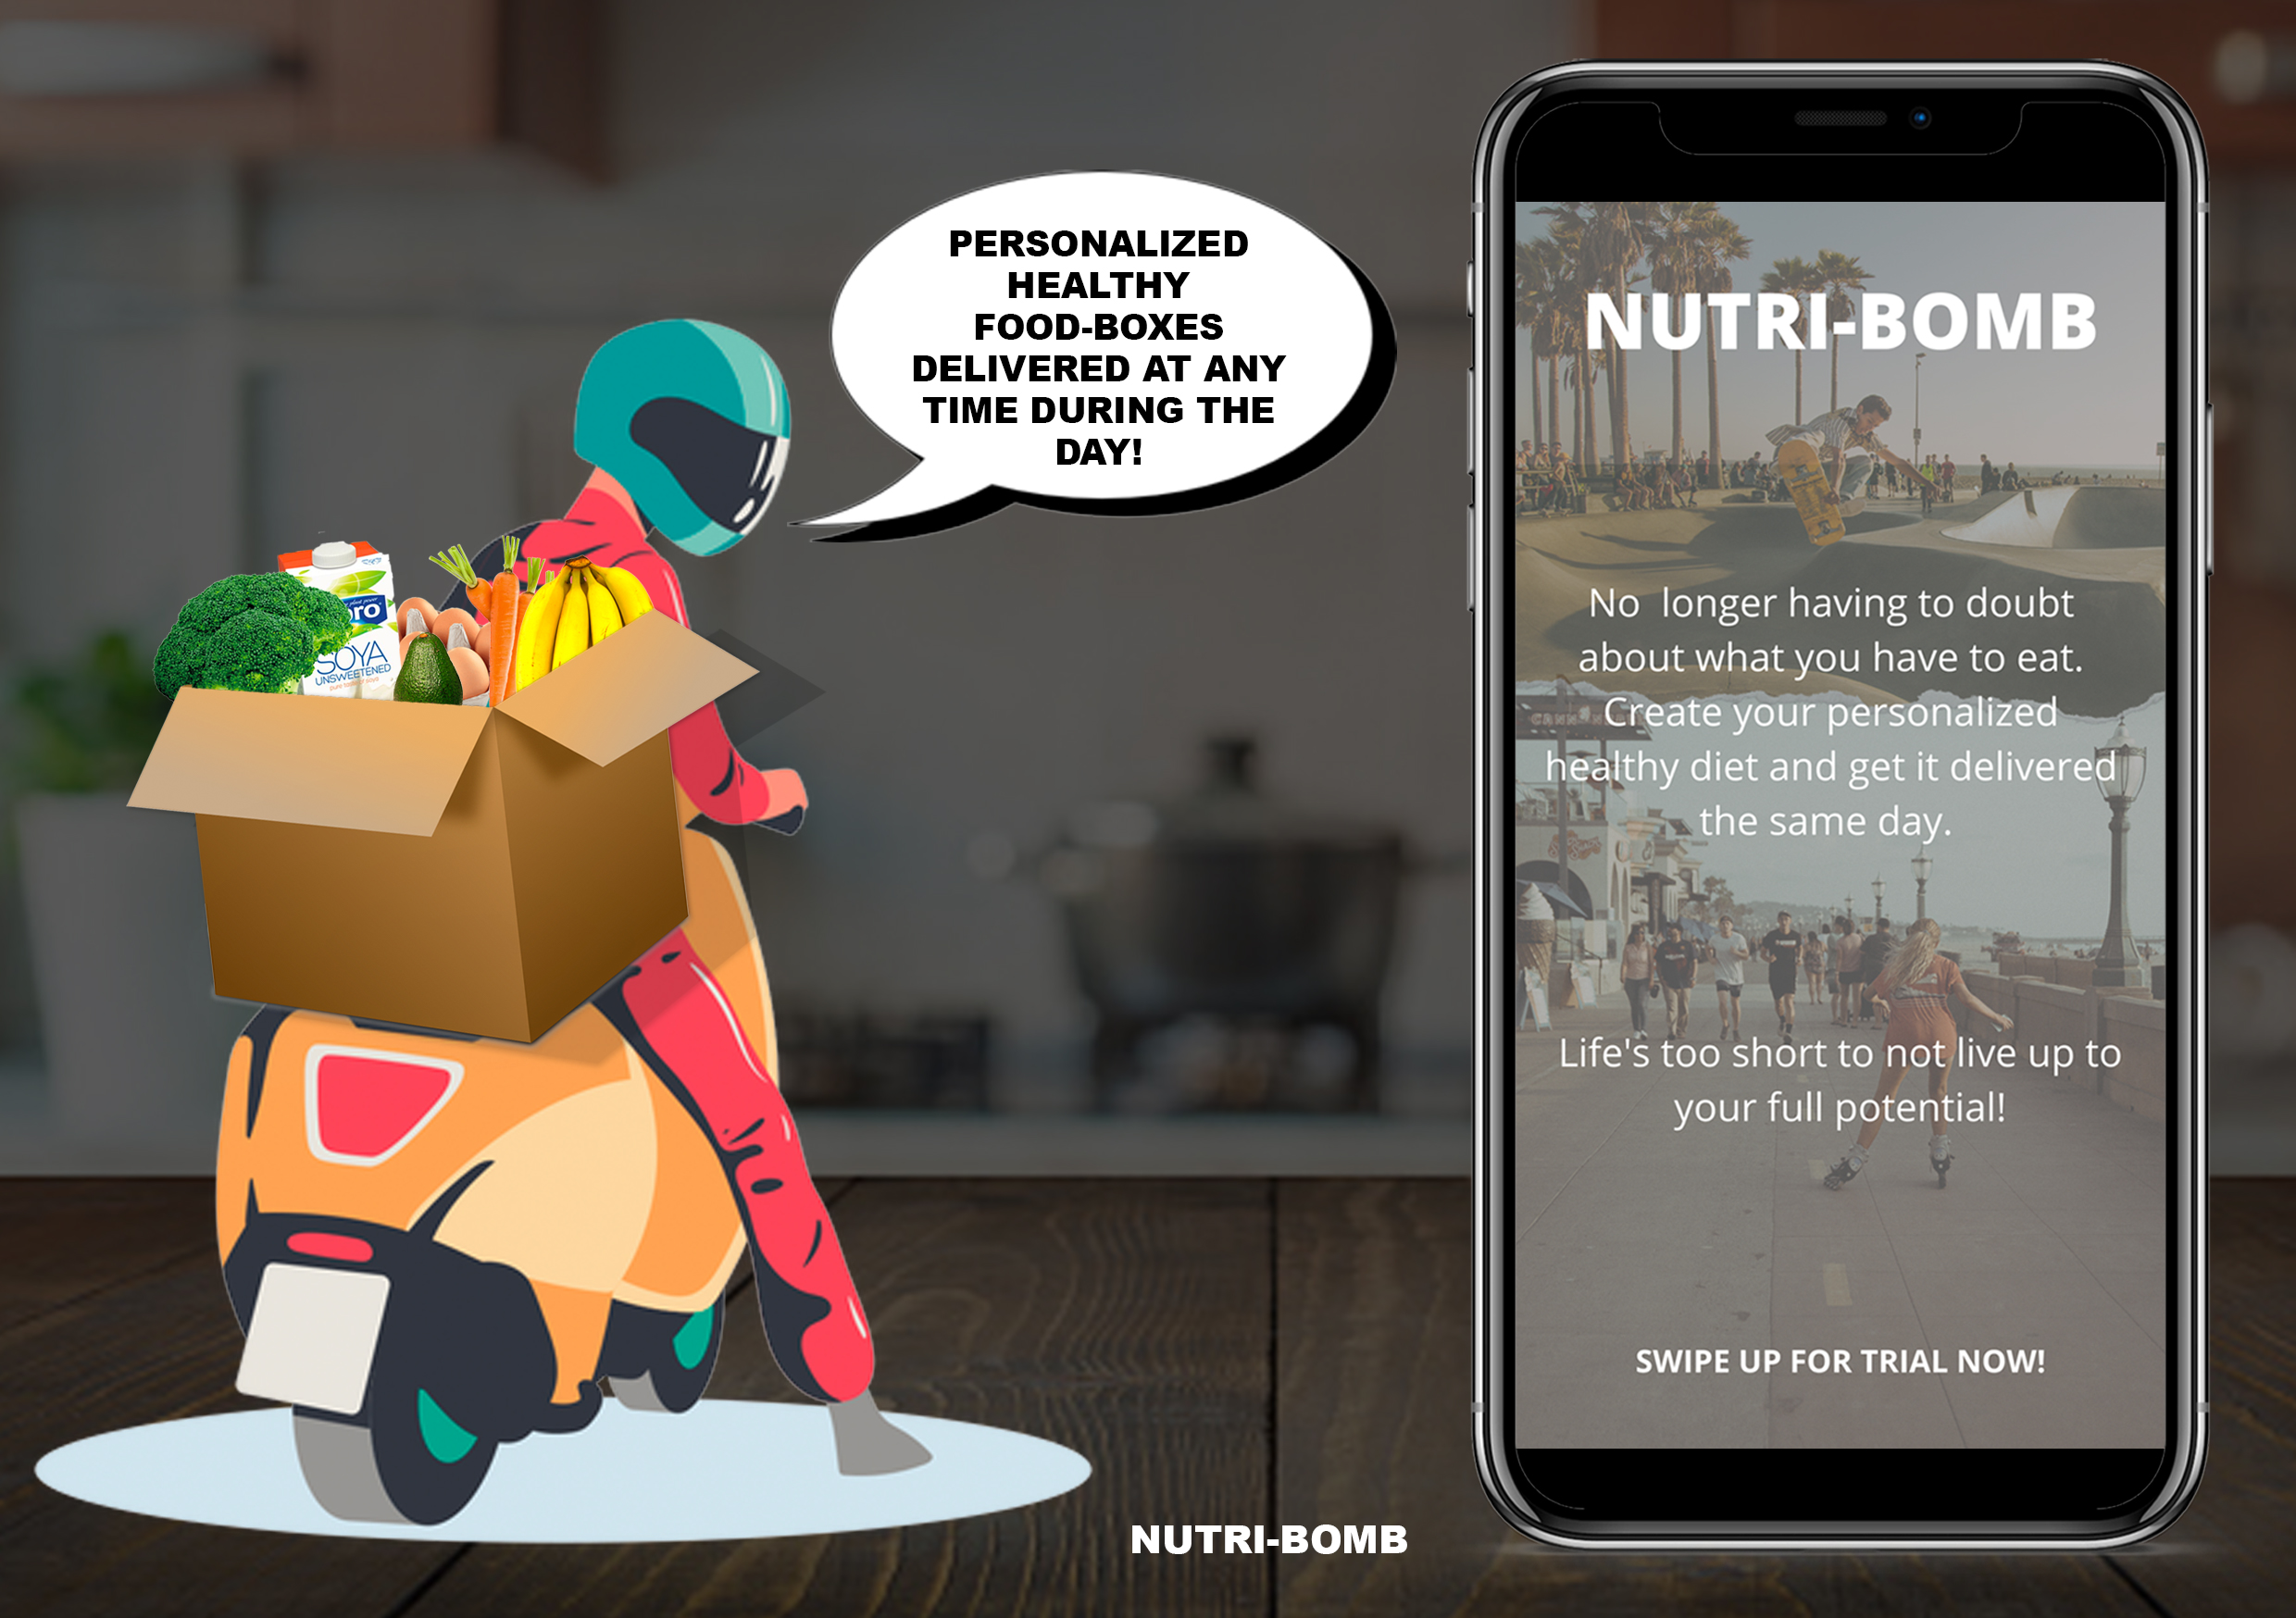 PERSONALIZED
HEALTHY
FOOD-BOXES
DELIVERED AT ANY
TIME DURING THE
DAY!
SOYA
UNSWEETENED
NUTRI-BOMB
No longer having to doubt
about what you have to eat.
Create your personalized
healthy diet and get it delivered
the same day.
Life's too short to not live up to
your full potential!
SWIPE UP FOR TRIAL NOW!
NUTRI-BOMB